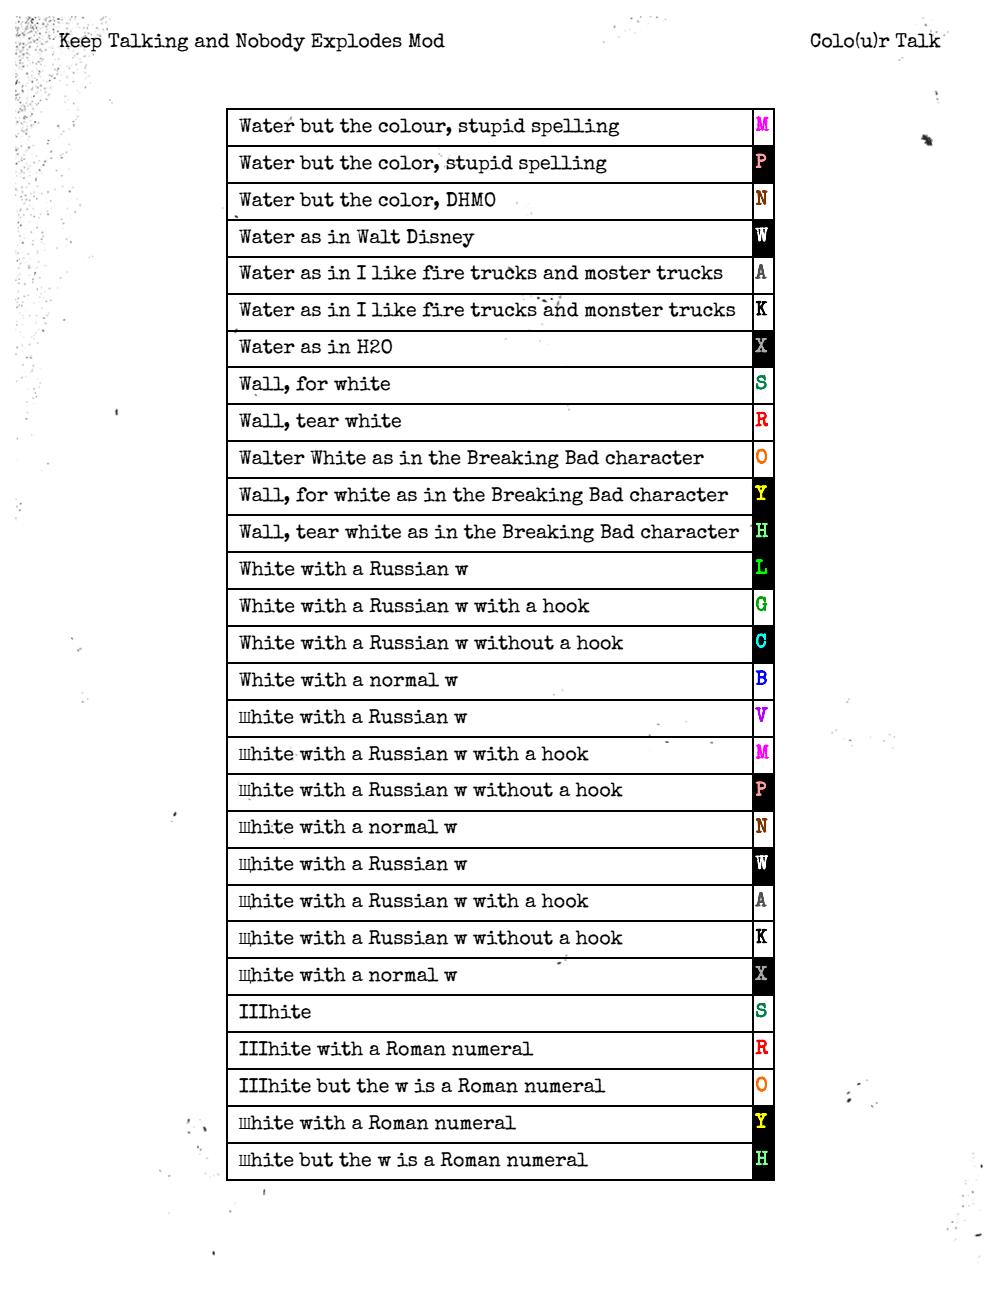 Keep Talking and Nobody Explodes Mod Colo(u)r Talk
Water but the colour, stupid spelling M
Water but the color, stupid spelling P
Water but the color, DHMO N
Water as in Walt Disney W
Water as in I like fire trucks and moster trucks A
Water as in I like fire trucks and monster trucks K
Water as in H2O X
Wall, for white S
Wall, tear white R
Walter White as in the Breaking Bad character O
Wall, for white as in the Breaking Bad character Y
Wall, tear white as in the Breaking Bad character H
White with a Russian w L
White with a Russian w with a hook G
White with a Russian w without a hook C
White with a normal w B
Шhite with a Russian w V
Шhite with a Russian w with a hook M
Шhite with a Russian w without a hook P
Шhite with a normal w N
Щhite with a Russian w W
Щhite with a Russian w with a hook A
Щhite with a Russian w without a hook K
Щhite with a normal w X
IIIhite S
IIIhite with a Roman numeral R
IIIhite but the w is a Roman numeral O
Шhite with a Roman numeral Y
Шhite but the w is a Roman numeral H